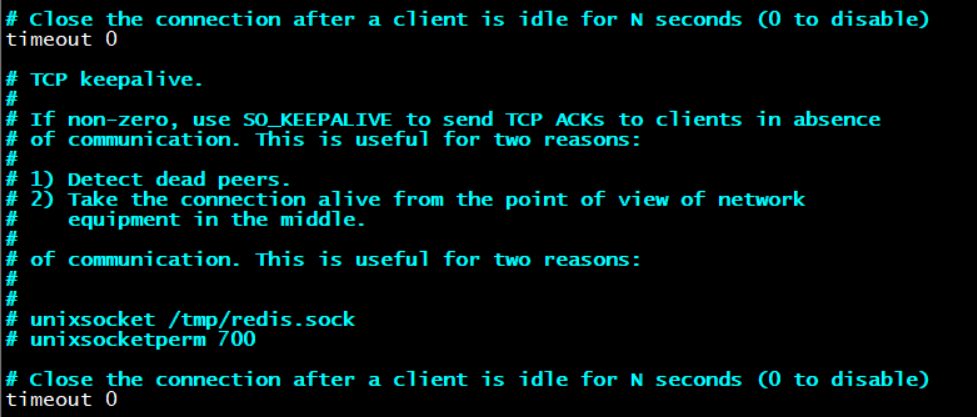 # Close the connection after a client is idle for N seconds (0 to disable)
timeout 0
# TCP keepalive.
#
# If non-zero, use SO_KEEPALIVE to send TCP ACKs to clients in absence
# of communication. This is useful for two reasons:
#
# 1) Detect dead peers.
# 2) Take the connection alive from the point of view of network
#    equipment in the middle.
#
# of communication. This is useful for two reasons:
#
#
# unixsocket /tmp/redis.sock
# unixsocketperm 700
# Close the connection after a client is idle for N seconds (0 to disable)
timeout 0